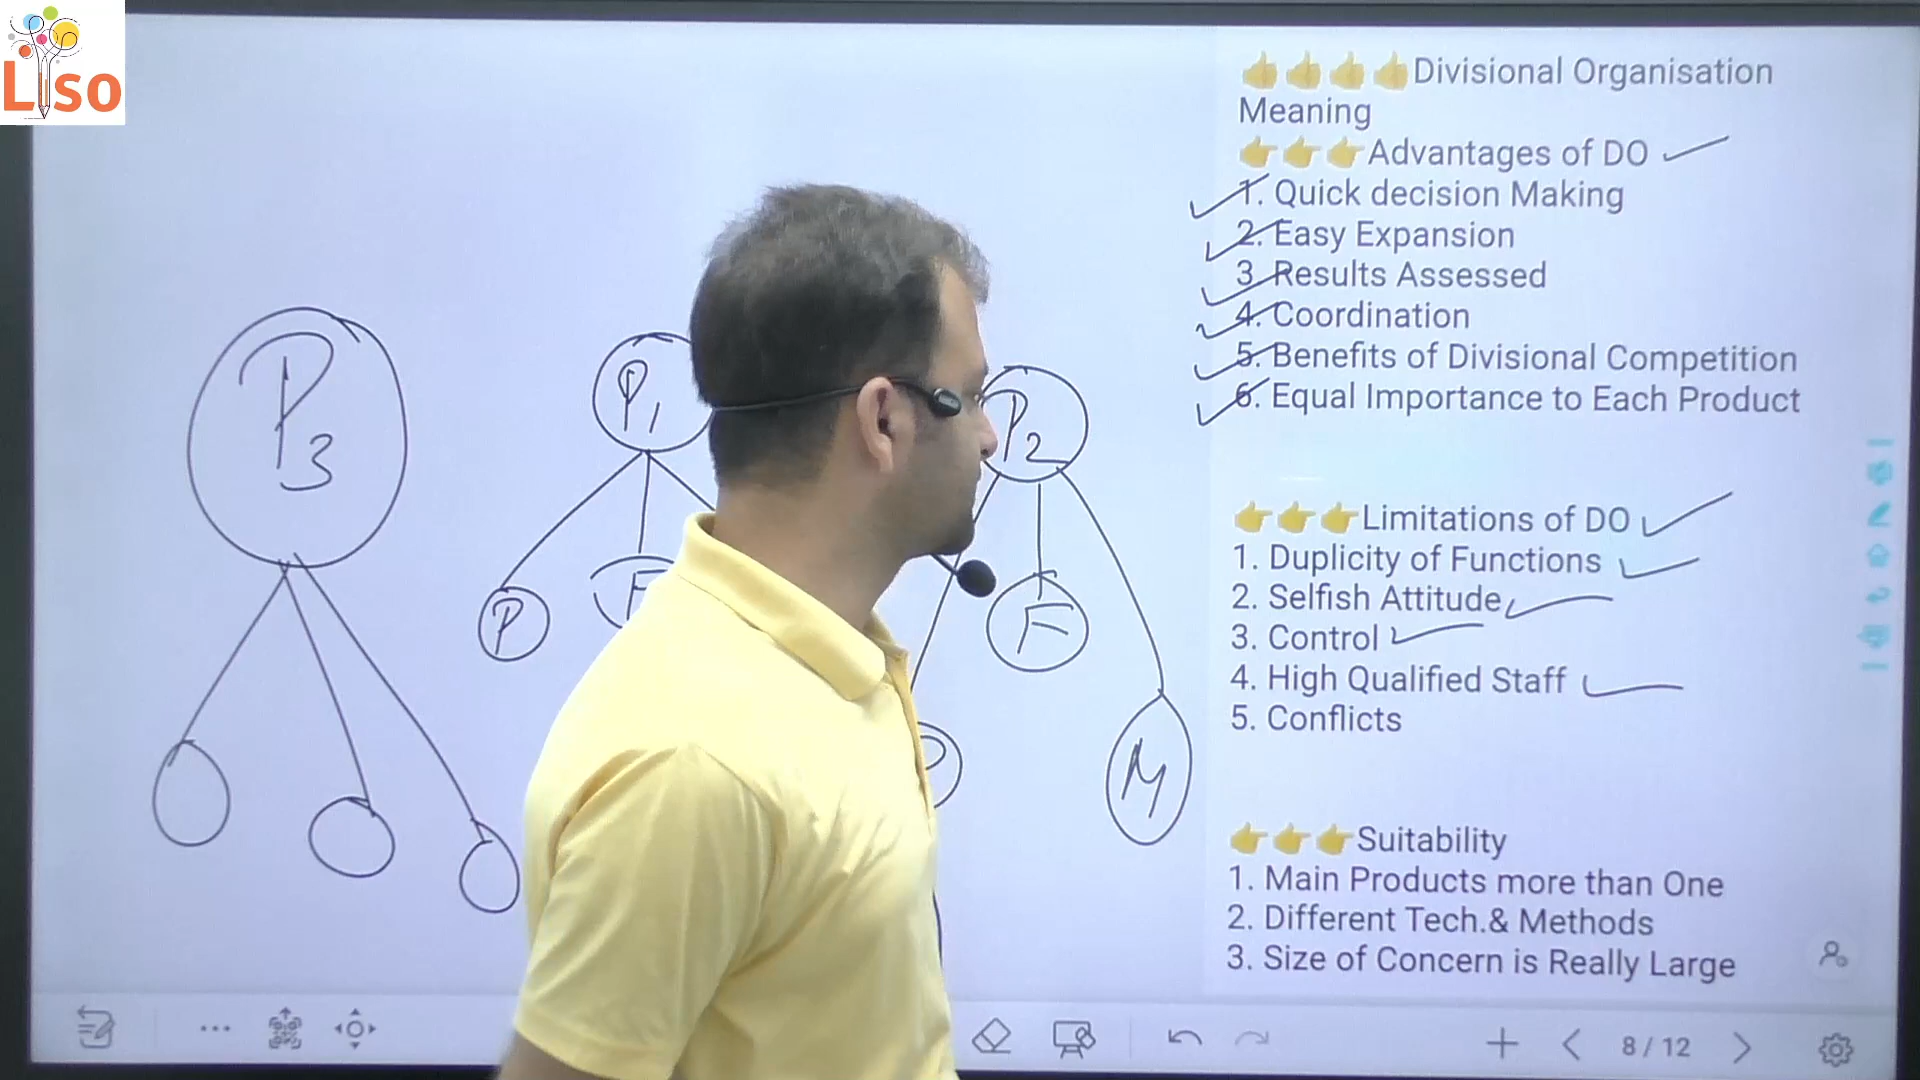 Liso
👍👍👍👍Divisional Organisation
Meaning
👉👉👉Advantages of DO
1. Quick decision Making
2. Easy Expansion
3. Results Assessed
4. Coordination
5. Benefits of Divisional Competition
6. Equal Importance to Each Product
👉👉👉Limitations of DO
1. Duplicity of Functions
2. Selfish Attitude
3. Control
4. High Qualified Staff
5. Conflicts
👉👉👉Suitability
1. Main Products more than One
2. Different Tech.& Methods
3. Size of Concern is Really Large
P3
P1
P2
P
F
F
P
M
8 / 12